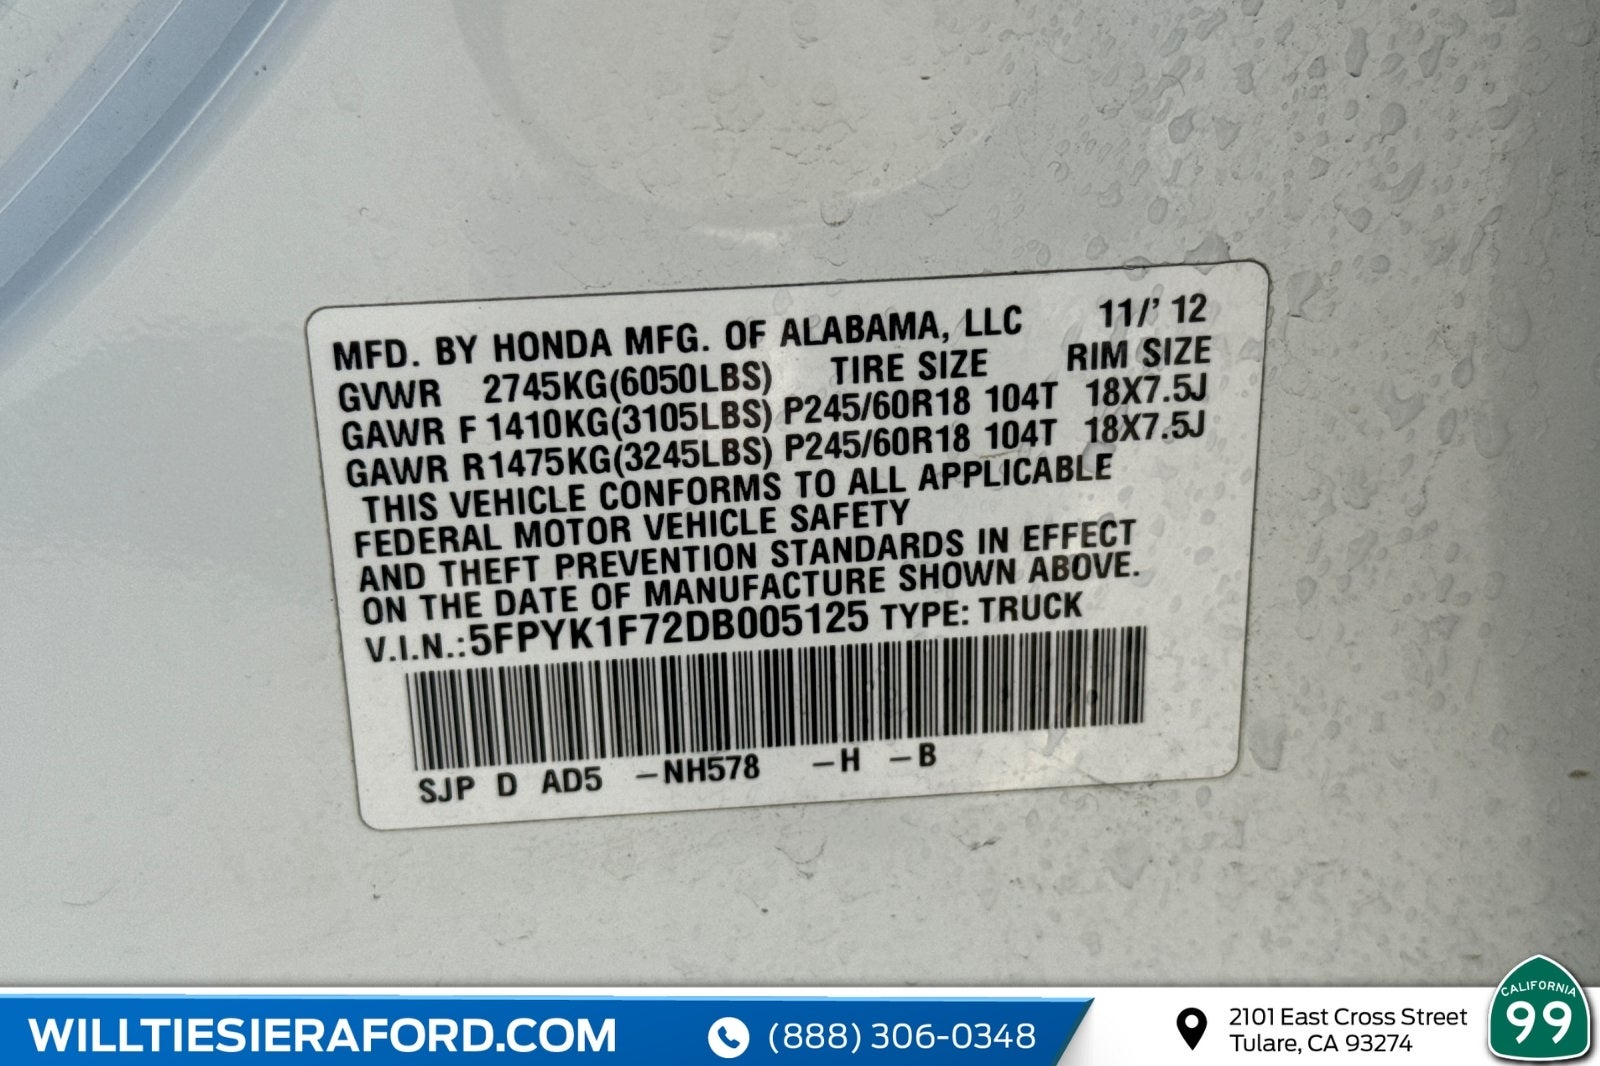 MFD. BY HONDA MFG. OF ALABAMA, LLC 11/' 12
GVWR 2745KG(6050LBS) TIRE SIZE RIM SIZE
GAWR F 1410KG(3105LBS) P245/60R18 104T 18X7.5J
GAWR R1475KG(3245LBS) P245/60R18 104T 18X7.5J
THIS VEHICLE CONFORMS TO ALL APPLICABLE
FEDERAL MOTOR VEHICLE SAFETY
AND THEFT PREVENTION STANDARDS IN EFFECT
ON THE DATE OF MANUFACTURE SHOWN ABOVE.
V.I.N.:5FPYK1F72DB005125 TYPE: TRUCK
SJP D AD5 -NH578 -H -B
WILLTIESIERAFORD.COM
(888) 306-0348
2101 East Cross Street
Tulare, CA 93274
CALIFORNIA
99